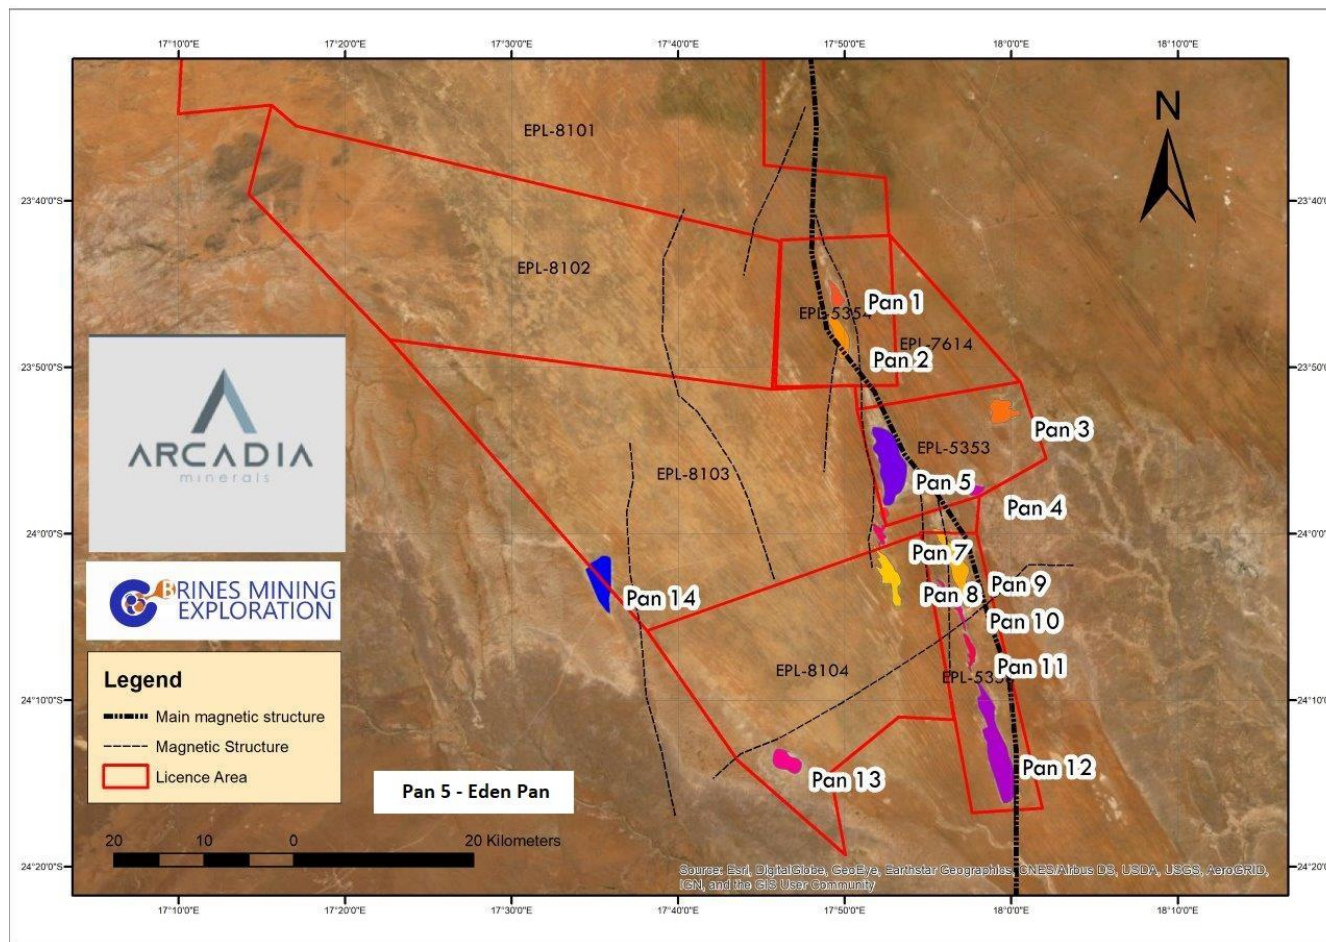 17°10'0"E 17°20'0"E 17°30'0"E 17°40'0"E 17°50'0"E 18°0'0"E 18°10'0"E
N
EPL-8101
23°40'0"S
23°40'0"S
EPL-8102
Pan 1
EPL-5354
EPL-7614
Pan 2
23°50'0"S
23°50'0"S
Pan 3
EPL-5353
ARCADIA
minerals
EPL-8103
Pan 5
Pan 4
24°0'0"S
24°0'0"S
Pan 7
BRINES MINING
EXPLORATION
Pan 14
Pan 8
Pan 9
Pan 10
EPL-8104
Pan 11
Legend
24°10'0"S
24°10'0"S
Main magnetic structure
Magnetic Structure
Licence Area
Pan 13
Pan 12
Pan 5 - Eden Pan
20 10 0 20 Kilometers
24°20'0"S
24°20'0"S
Source: Esri, DigitalGlobe, GeoEye, Earthstar Geographics, CNES/Airbus DS, USDA, USGS, AeroGRID,
IGN, and the GIS User Community
17°10'0"E 17°20'0"E 17°30'0"E 17°40'0"E 17°50'0"E 18°0'0"E 18°10'0"E